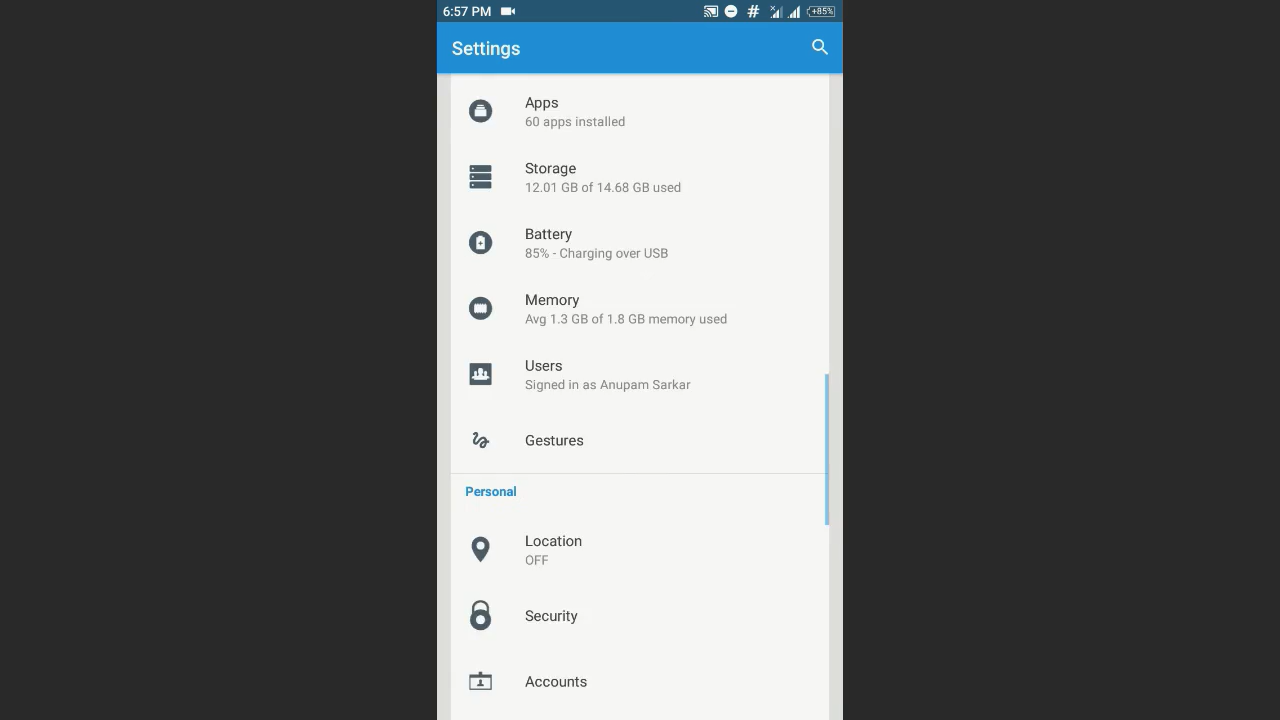 6:57 PM
+85%
Settings
Apps
60 apps installed
Storage
12.01 GB of 14.68 GB used
Battery
85% - Charging over USB
Memory
Avg 1.3 GB of 1.8 GB memory used
Users
Signed in as Anupam Sarkar
Gestures
Personal
Location
OFF
Security
Accounts